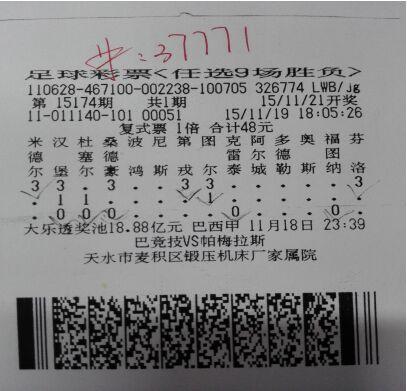 #: 37771
足球彩票<任选9场胜负>
110628-467100-002238-100705 326774 LWB/jg
第 15174期 共1期 15/11/21开奖
11-011140-101 00051 15/11/19 18:05:26
复式票 1倍 合计48元
米 汉 杜 桑 波 尼 第 图 克 阿 多 奥 福 芬
德 塞 德 雷 尔 德 图
尔 堡 尔 豪 鸿 斯 戎 尔 泰 城 勒 斯 纳 洛
3 . 3 3 . . 3 3 . . . . . 3
. 1 1 . . . . 1 . . . . . .
. 0 0 0 . . . . 0 . . . 0 .
大乐透奖池18.88亿元 巴西甲 11月18日 23:39
巴竞技VS帕梅拉斯
天水市麦积区锻压机床厂家属院